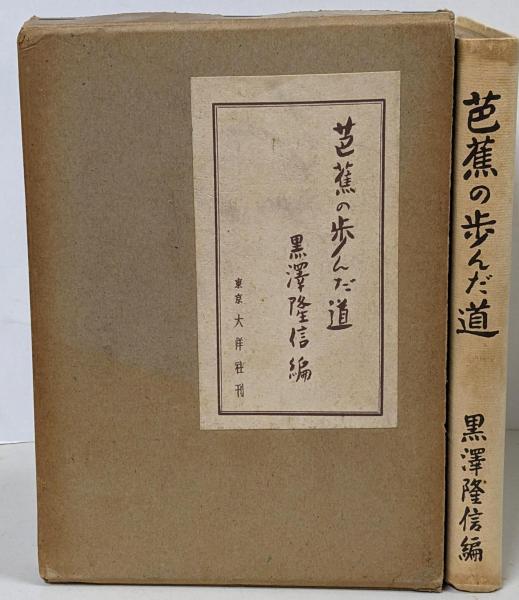 芭蕉の歩んだ道
黒澤隆信編
東京 大洋社刊
芭蕉の歩んだ道
黒澤隆信編